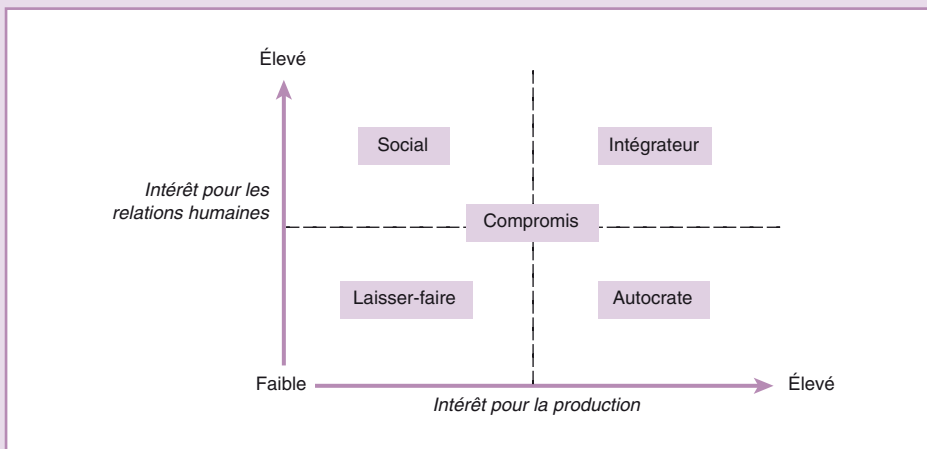 Élevé
Social
Intégrateur
Intérêt pour les
relations humaines
Compromis
Laisser-faire
Autocrate
Faible
Élevé
Intérêt pour la production